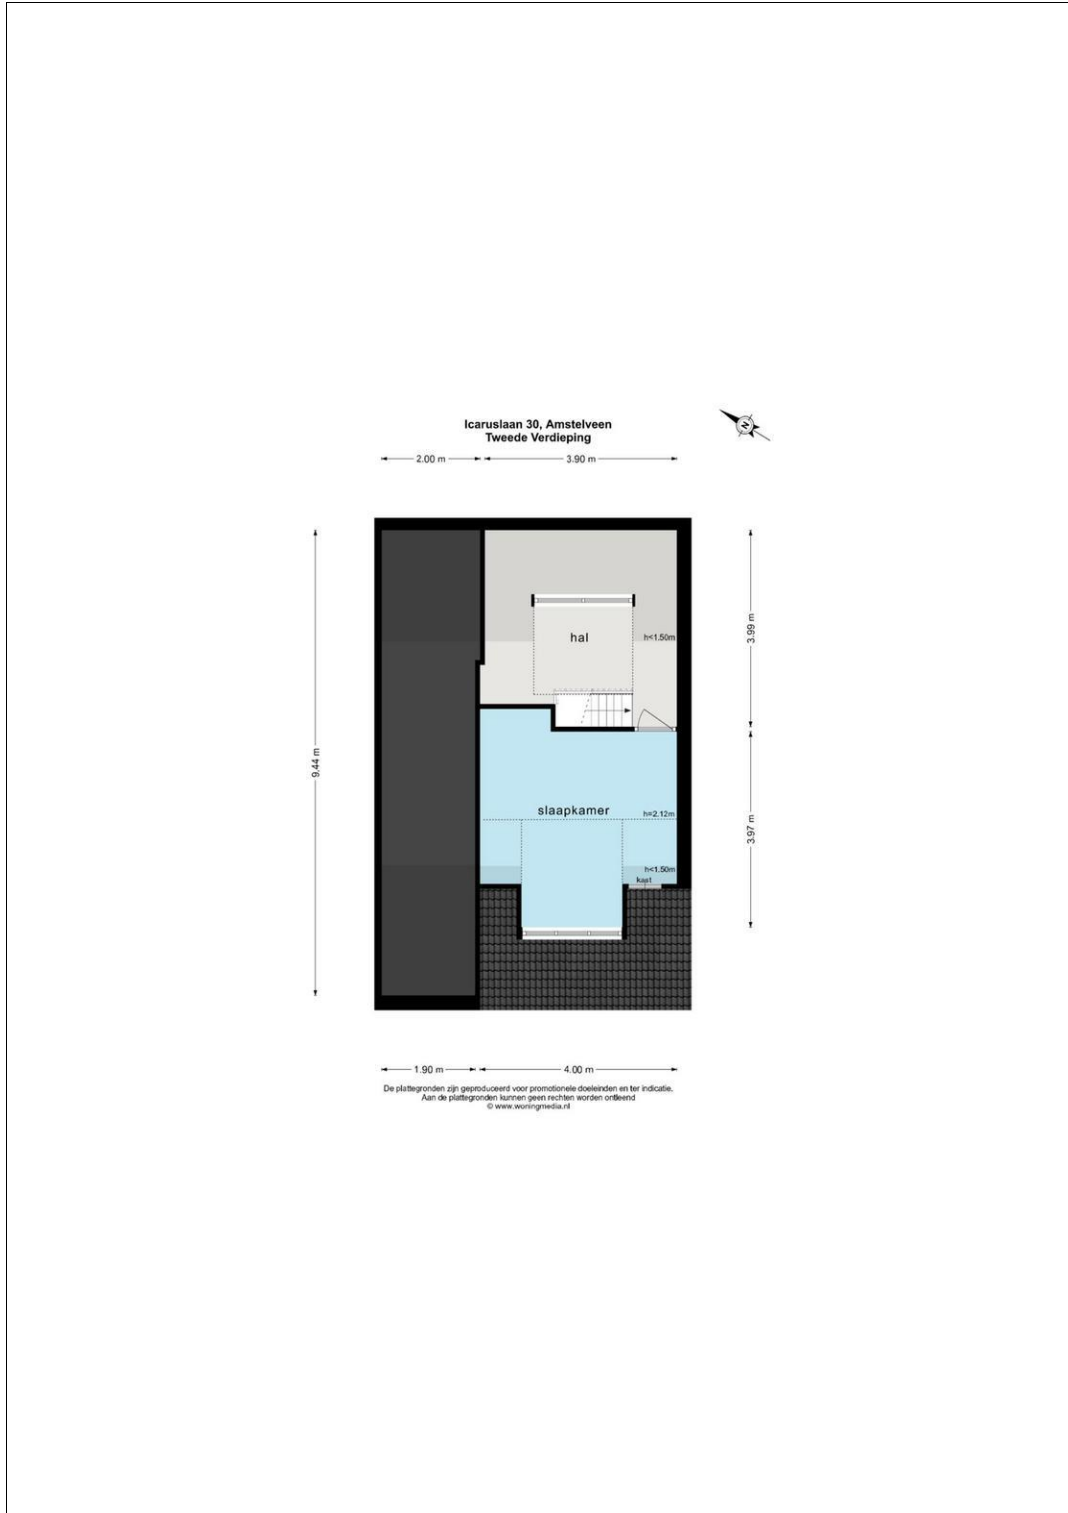 Icaruslaan 30, Amstelveen
Tweede Verdieping
N
2.00 m
3.90 m
9.44 m
3.99 m
hal
h<1.50m
slaapkamer
h=2.12m
3.97 m
h<1.50m
kast
1.90 m
4.00 m
De plattegronden zijn geproduceerd voor promotionele doeleinden en ter indicatie.
Aan de plattegronden kunnen geen rechten worden ontleend
© www.woningmedia.nl